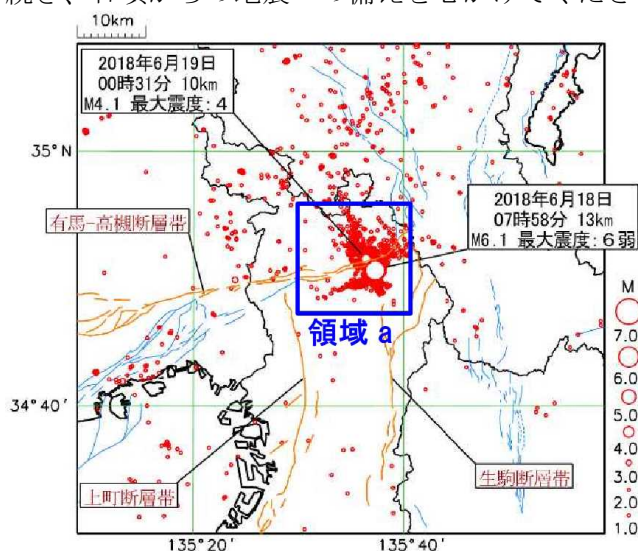 10km
2018年6月19日
00時31分 10km
M4.1 最大震度：4
35°N
2018年6月18日
07時58分 13km
M6.1 最大震度：6弱
有馬-高槻断層帯
領域 a
M
7.0
6.0
5.0
4.0
3.0
2.0
1.0
34°40′
上町断層帯
生駒断層帯
135°20′
135°40′